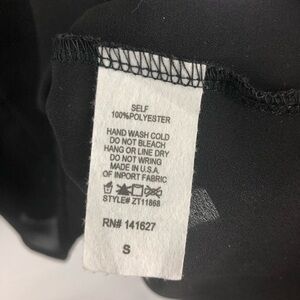 SELF
100%POLYESTER
HAND WASH COLD
DO NOT BLEACH
HANG OR LINE DRY
DO NOT WRING
MADE IN U.S.A.
OF INPORT FABRIC
STYLE# ZT11868
RN# 141627
S